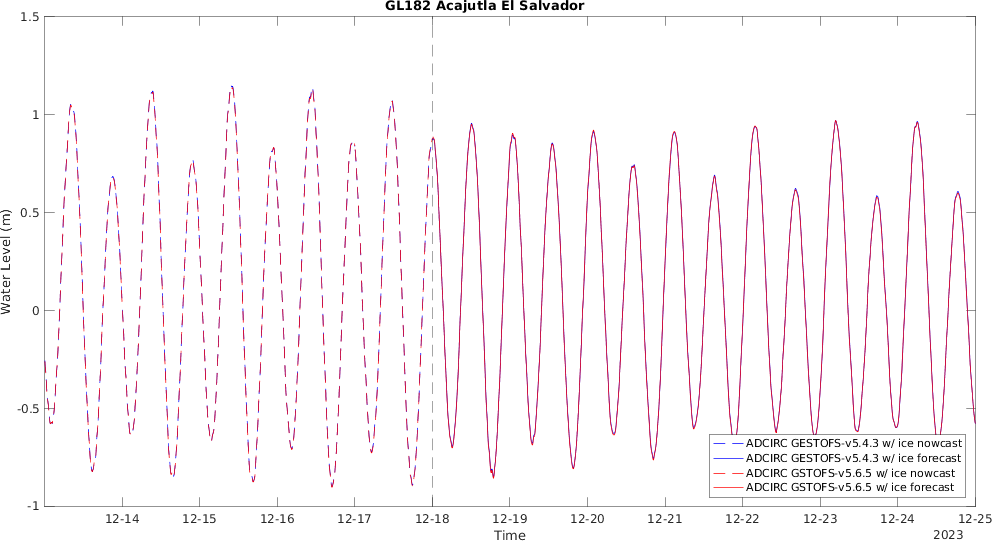 GL182 Acajutla El Salvador
1.5
1
0.5
0
-0.5
-1
Water Level (m)
12-14 12-15 12-16 12-17 12-18 12-19 12-20 12-21 12-22 12-23 12-24 12-25
Time
2023
ADCIRC GESTOFS-v5.4.3 w/ ice nowcast
ADCIRC GESTOFS-v5.4.3 w/ ice forecast
ADCIRC GSTOFS-v5.6.5 w/ ice nowcast
ADCIRC GSTOFS-v5.6.5 w/ ice forecast